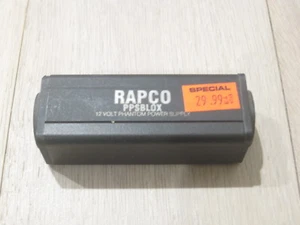 RAPCO
PPSBLOX
12 VOLT PHANTOM POWER SUPPLY
SPECIAL
29.99